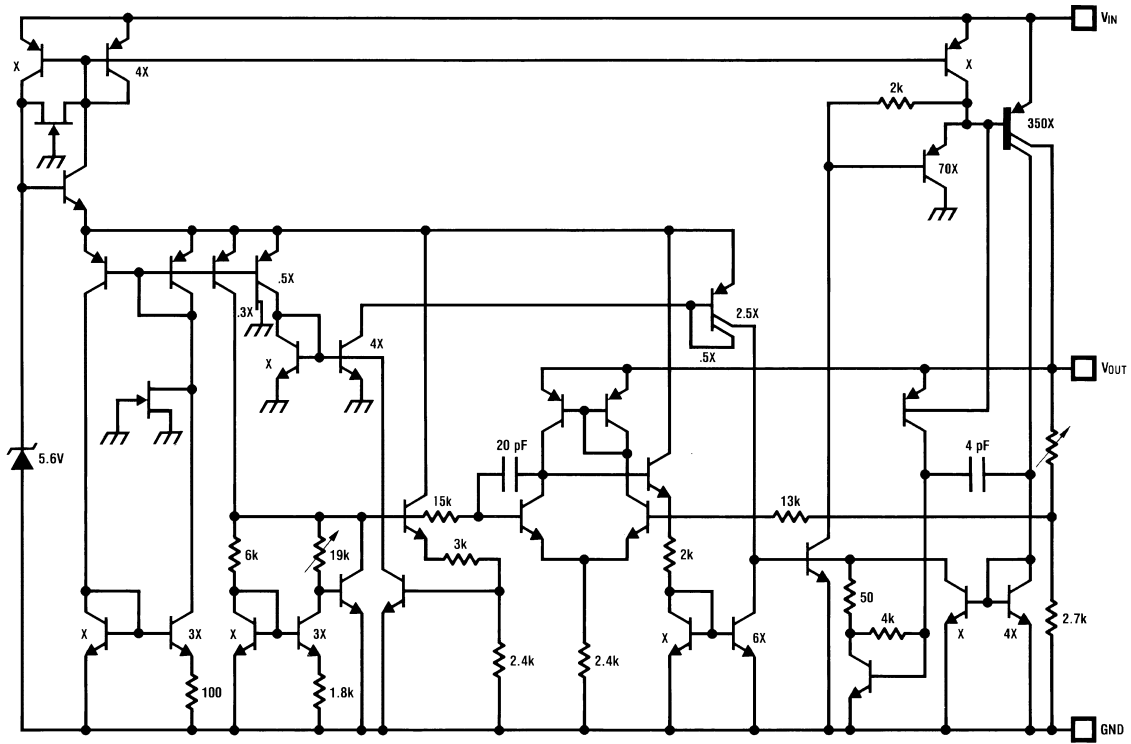 V_IN
X
4X
X
2k
350X
70X
.5X
.3X
2.5X
4X
X
.5X
V_OUT
5.6V
20 pF
4 pF
15k
13k
6k
19k
3k
2k
50
4k
X
3X
X
3X
2.4k
2.4k
X
6X
X
4X
2.7k
100
1.8k
GND